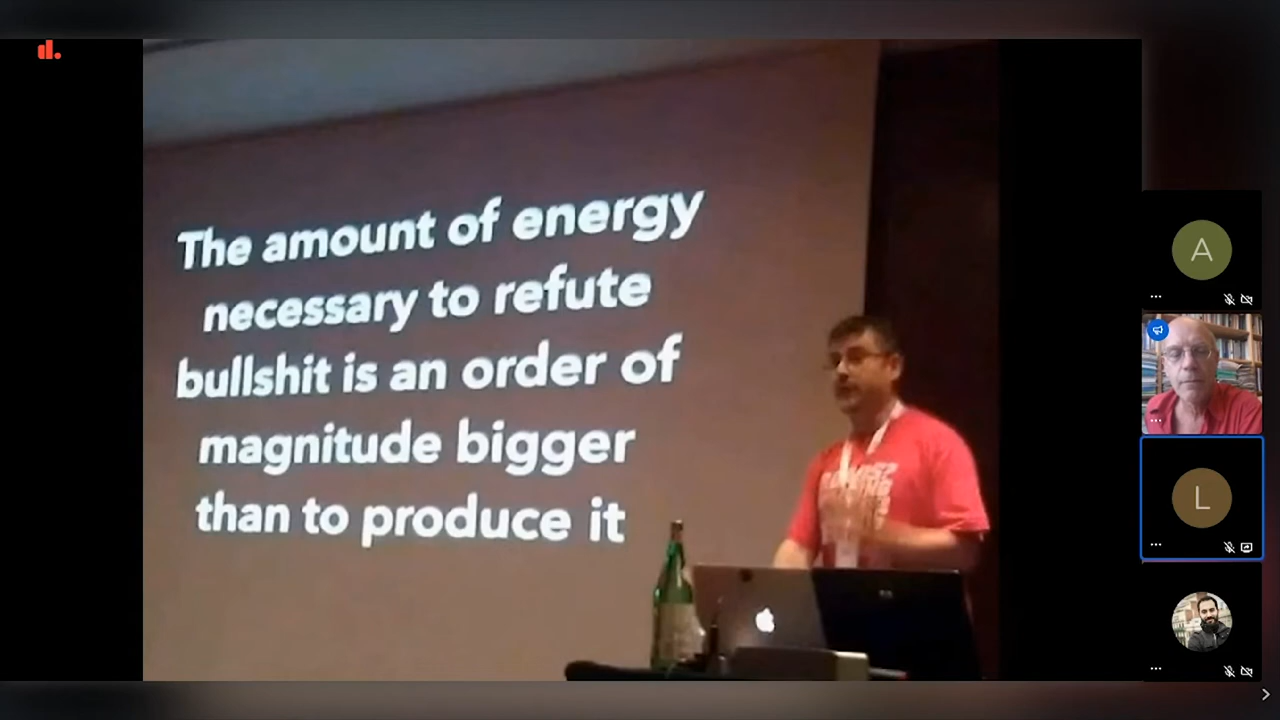 The amount of energy
necessary to refute
bullshit is an order of
magnitude bigger
than to produce it
A
L